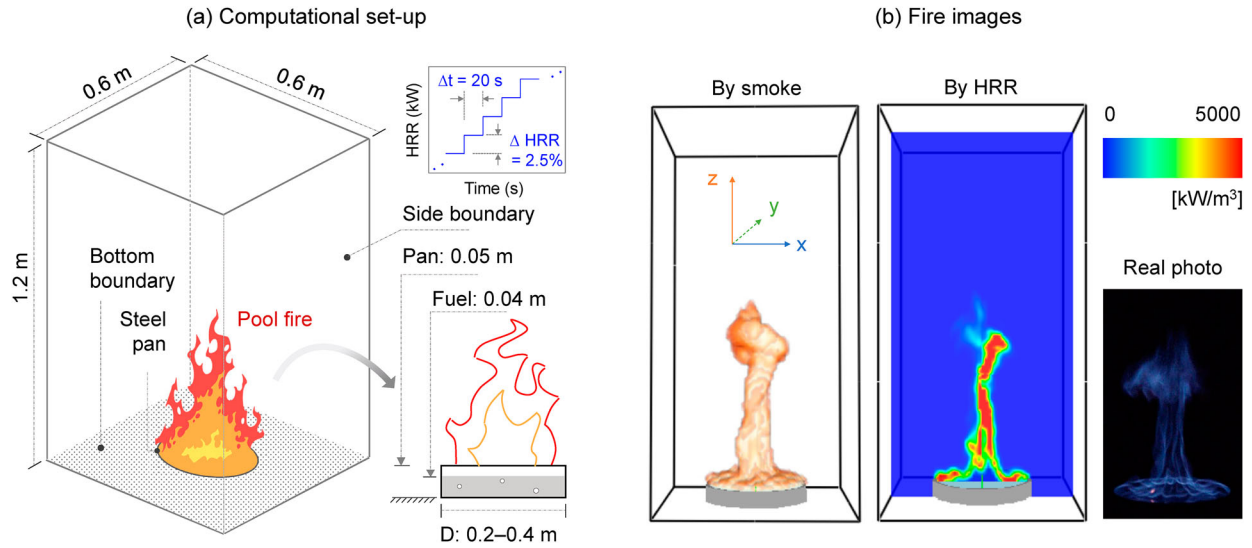 (a) Computational set-up
0.6 m
0.6 m
1.2 m
HRR (kW)
Δt = 20 s
Δ HRR
= 2.5%
Time (s)
Side boundary
Bottom
boundary
Pan: 0.05 m
Steel
pan
Pool fire
Fuel: 0.04 m
D: 0.2–0.4 m
(b) Fire images
By smoke
z
y
x
By HRR
0
5000
[kW/m³]
Real photo